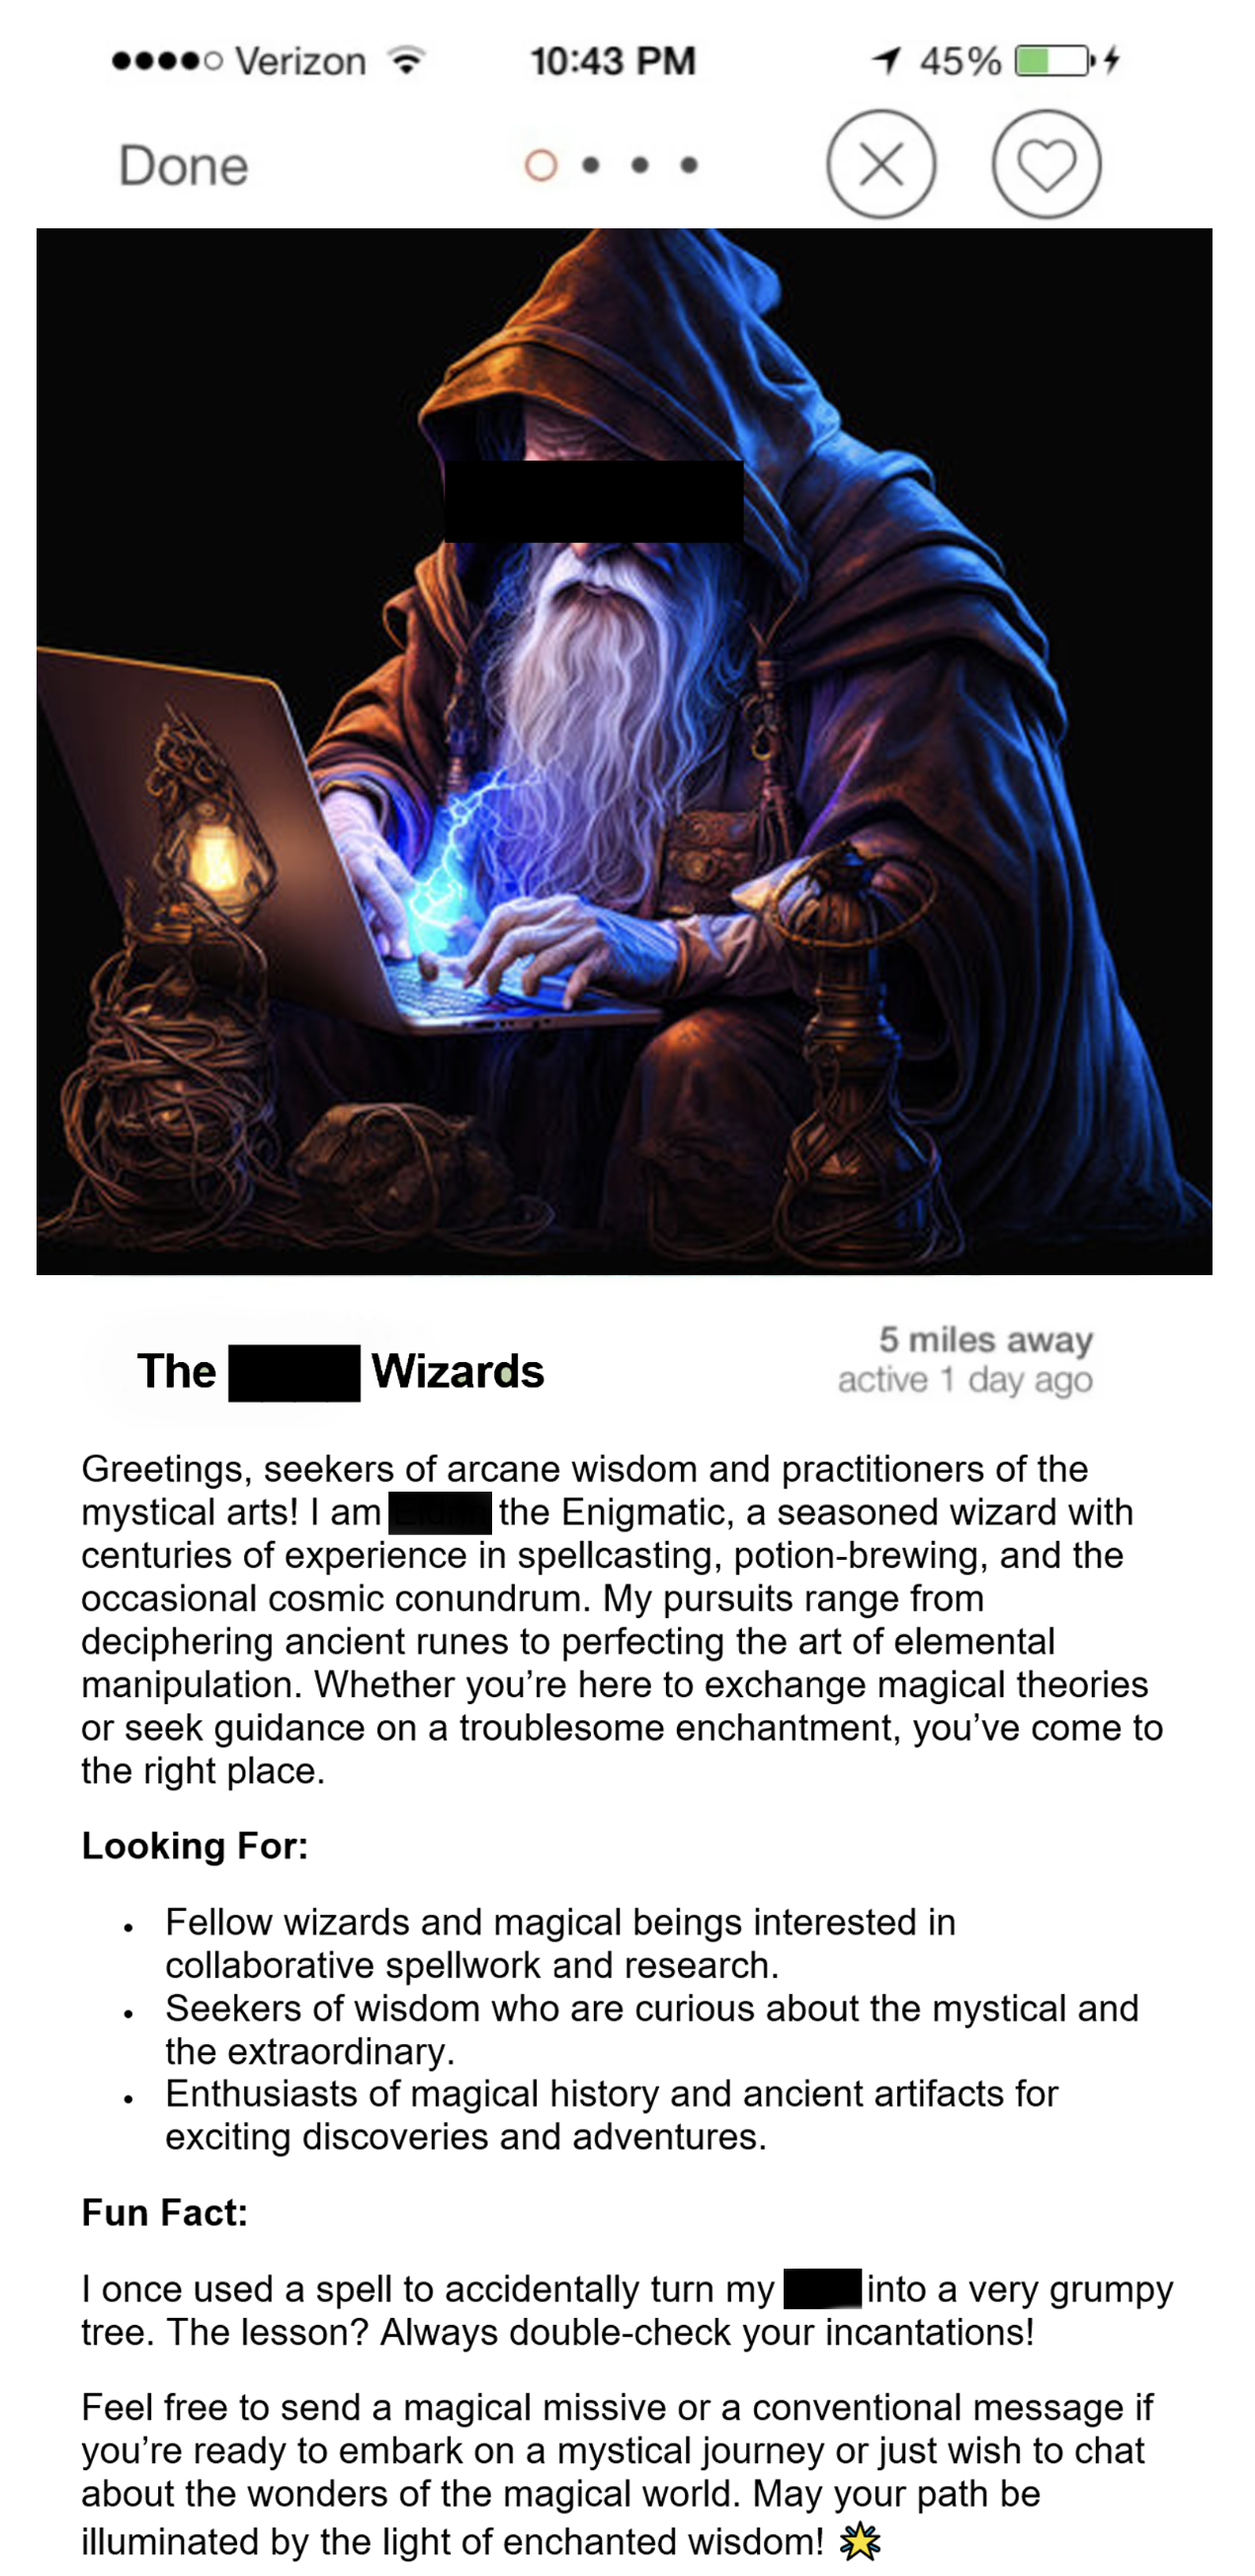 Verizon 10:43 PM 45%
Done
The Wizards
5 miles away
active 1 day ago
Greetings, seekers of arcane wisdom and practitioners of the
mystical arts! I am the Enigmatic, a seasoned wizard with
centuries of experience in spellcasting, potion-brewing, and the
occasional cosmic conundrum. My pursuits range from
deciphering ancient runes to perfecting the art of elemental
manipulation. Whether you’re here to exchange magical theories
or seek guidance on a troublesome enchantment, you’ve come to
the right place.
Looking For:
• Fellow wizards and magical beings interested in
collaborative spellwork and research.
• Seekers of wisdom who are curious about the mystical and
the extraordinary.
• Enthusiasts of magical history and ancient artifacts for
exciting discoveries and adventures.
Fun Fact:
I once used a spell to accidentally turn my into a very grumpy
tree. The lesson? Always double-check your incantations!
Feel free to send a magical missive or a conventional message if
you’re ready to embark on a mystical journey or just wish to chat
about the wonders of the magical world. May your path be
illuminated by the light of enchanted wisdom! 🌟